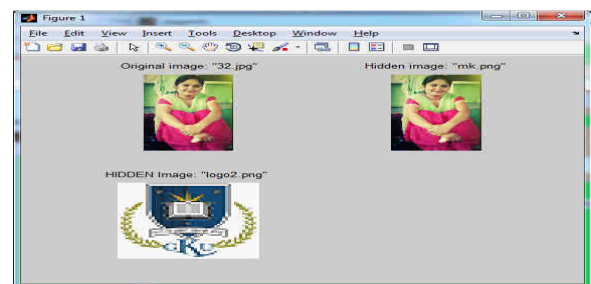 Figure 1
File Edit View Insert Tools Desktop Window Help
Original image: "32.jpg" Hidden image: "mk.png"
HIDDEN Image: "logo2.png"